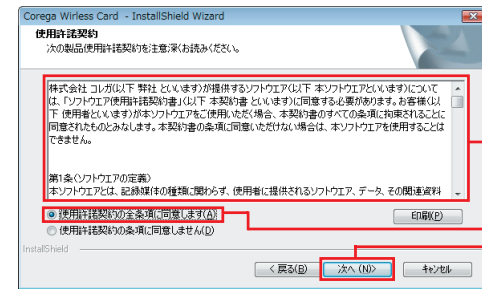 Corega Wirless Card - InstallShield Wizard
使用許諾契約
次の製品使用許諾契約を注意深くお読みください。
株式会社 コレガ(以下 弊社 といいます)が提供するソフトウエア(以下 本ソフトウエアといいます)について
は、「ソフトウエア使用許諾契約書」(以下 本契約書 といいます)に同意する必要があります。お客様(以
下 使用者といいます)が本ソフトウエアをご使用いただく場合、本契約書のすべての条項に拘束されることに
同意されたものとみなします。本契約書の条項に同意いただけない場合は、本ソフトウエアを使用することは
できません。
第1条(ソフトウエアの定義)
本ソフトウエアとは、記録媒体の種類に関わらず、使用者に提供されるソフトウエア、データ、その関連資料
使用許諾契約の全条項に同意します(A)
印刷(P)
使用許諾契約の条項に同意しません(D)
InstallShield
< 戻る(B)
次へ (N)>
キャンセル